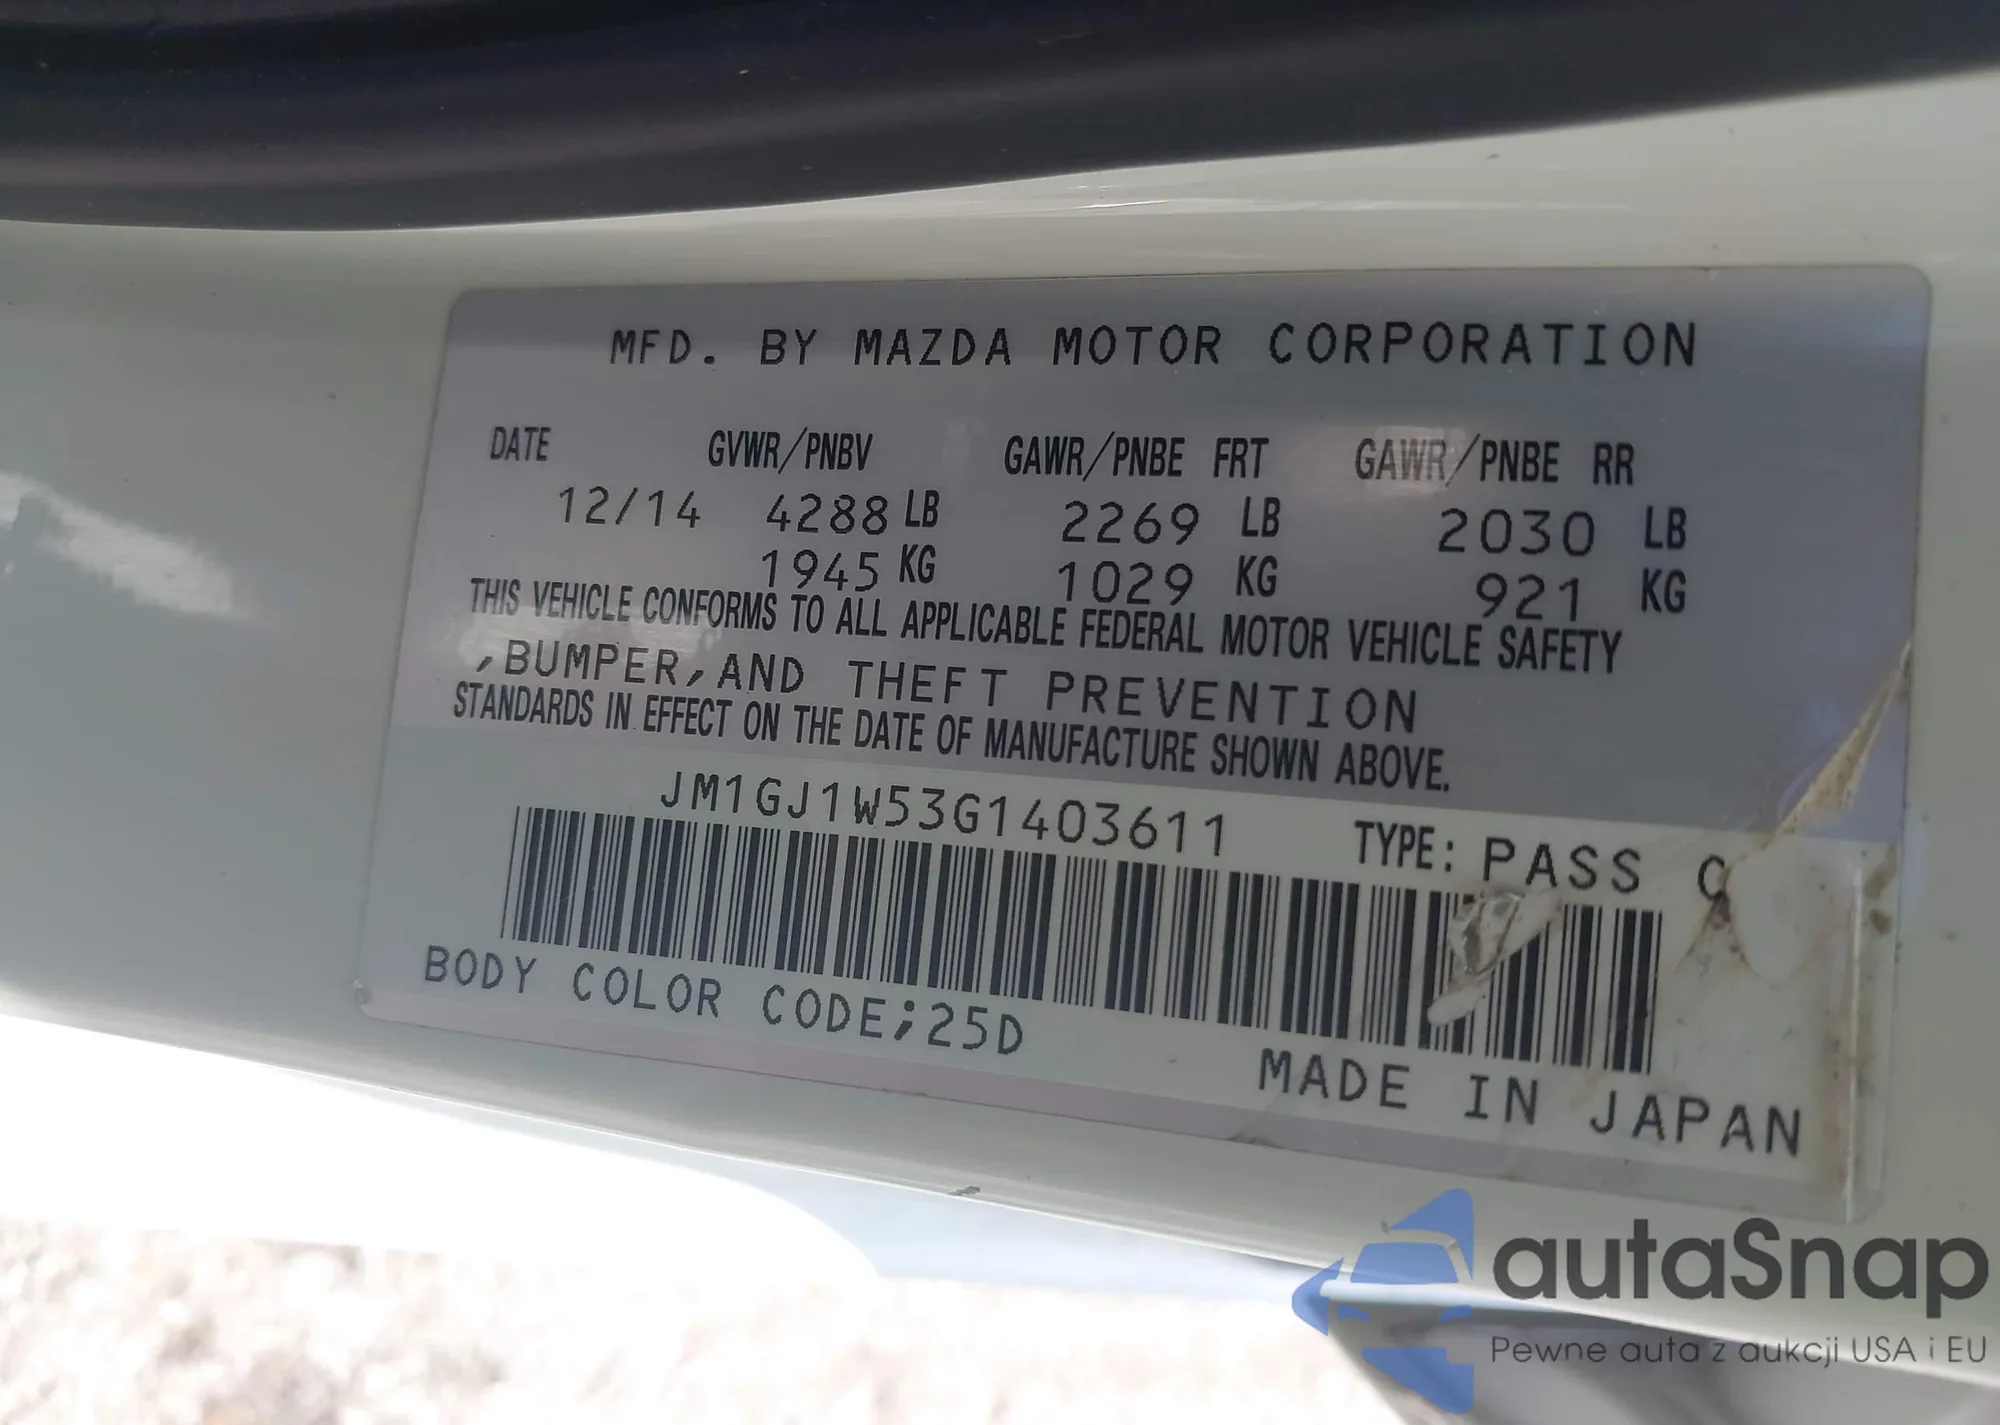 MFD. BY MAZDA MOTOR CORPORATION
DATE GVWR/PNBV GAWR/PNBE FRT GAWR/PNBE RR
12/14 4288 LB 2269 LB 2030 LB
1945 KG 1029 KG 921 KG
THIS VEHICLE CONFORMS TO ALL APPLICABLE FEDERAL MOTOR VEHICLE SAFETY
,BUMPER,AND THEFT PREVENTION
STANDARDS IN EFFECT ON THE DATE OF MANUFACTURE SHOWN ABOVE.
JM1GJ1W53G1403611 TYPE: PASS C
BODY COLOR CODE;25D
MADE IN JAPAN
autaSnap
Pewne auta z aukcji USA i EU